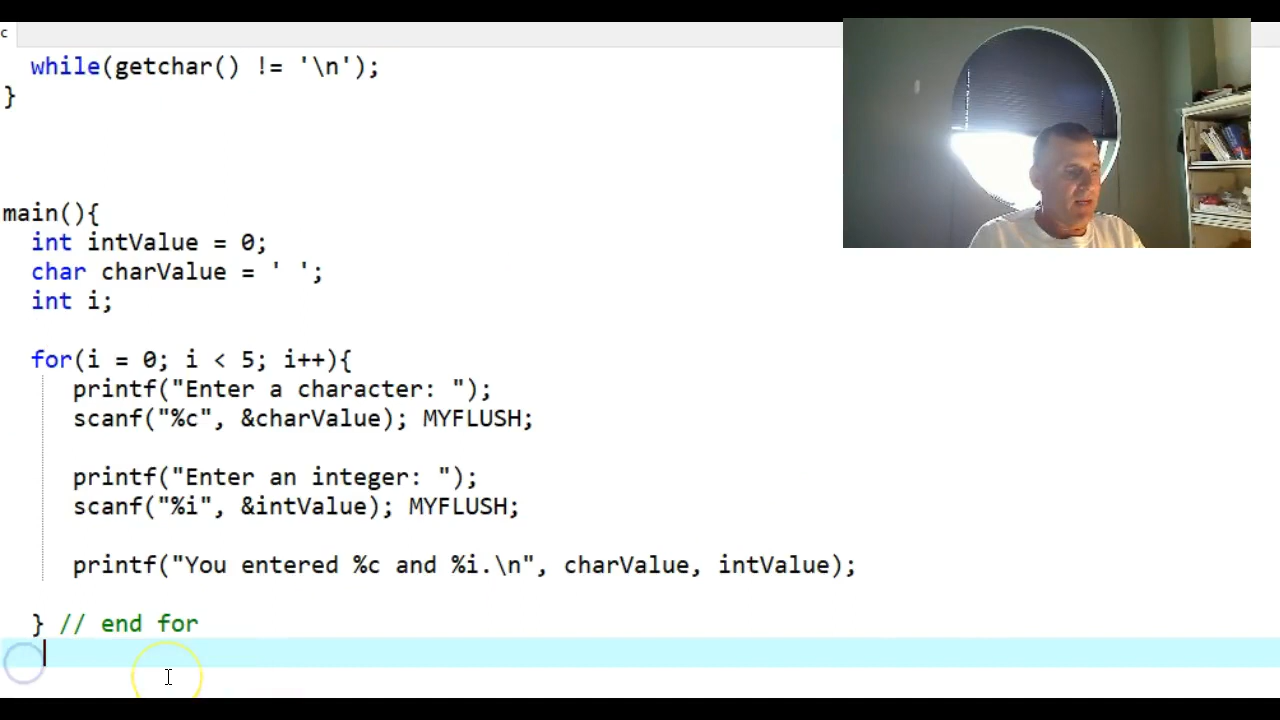 c
while(getchar() != '\n');
}
main(){
int intValue = 0;
char charValue = ' ';
int i;
for(i = 0; i < 5; i++){
printf("Enter a character: ");
scanf("%c", &charValue); MYFLUSH;
printf("Enter an integer: ");
scanf("%i", &intValue); MYFLUSH;
printf("You entered %c and %i.\n", charValue, intValue);
} // end for